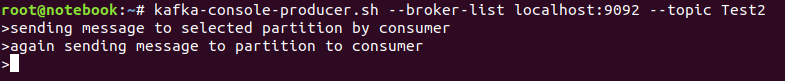 root@notebook:~# kafka-console-producer.sh --broker-list localhost:9092 --topic Test2
>sending message to selected partition by consumer
>again sending message to partition to consumer
>